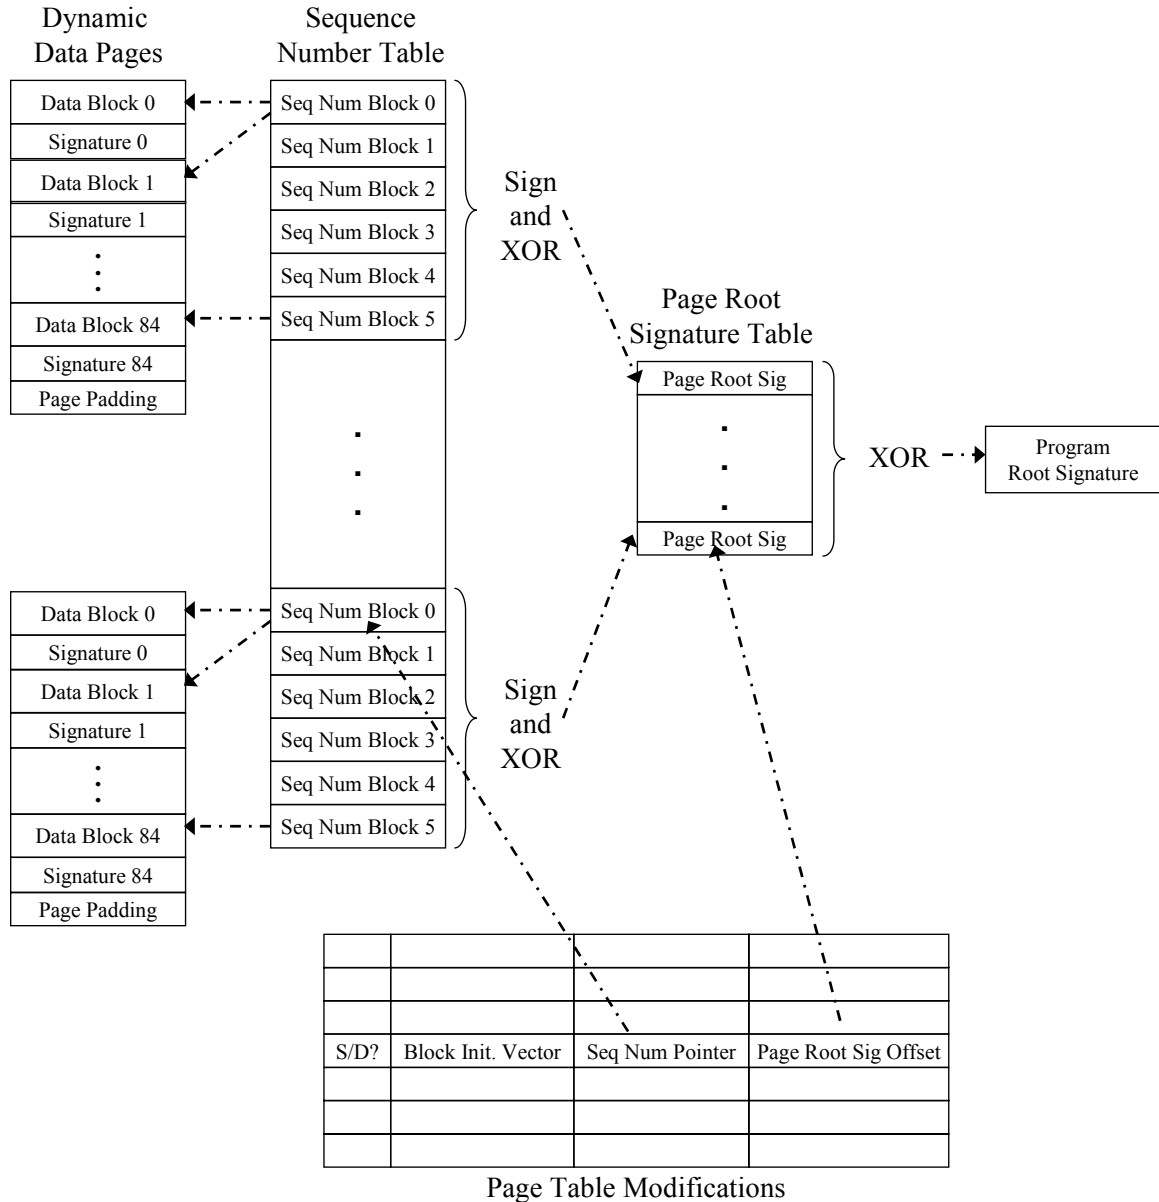 Dynamic
Data Pages
Data Block 0
Signature 0
Data Block 1
Signature 1
Data Block 84
Signature 84
Page Padding
Data Block 0
Signature 0
Data Block 1
Signature 1
Data Block 84
Signature 84
Page Padding
Sequence
Number Table
Seq Num Block 0
Seq Num Block 1
Seq Num Block 2
Seq Num Block 3
Seq Num Block 4
Seq Num Block 5
Seq Num Block 0
Seq Num Block 1
Seq Num Block 2
Seq Num Block 3
Seq Num Block 4
Seq Num Block 5
Sign
and
XOR
Sign
and
XOR
Page Root
Signature Table
Page Root Sig
Page Root Sig
XOR
Program
Root Signature
S/D? Block Init. Vector Seq Num Pointer Page Root Sig Offset
Page Table Modifications